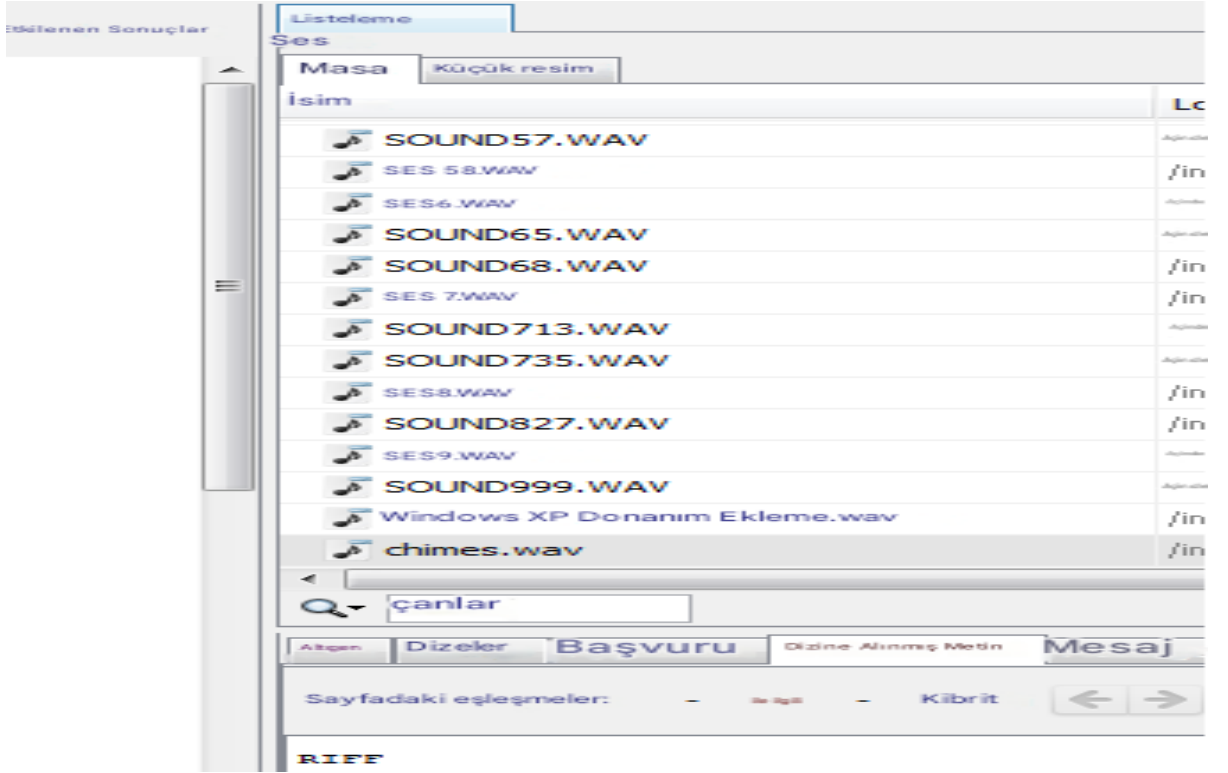 Etkilenen Sonuçlar
Listeleme
Ses
Masa Küçük resim
İsim Lc
SOUND57.WAV
SES 58.WAV /in
SES6.WAV
SOUND65.WAV
SOUND68.WAV /in
SES 7.WAV /in
SOUND713.WAV
SOUND735.WAV
SES8.WAV /in
SOUND827.WAV /in
SES9.WAV
SOUND999.WAV
Windows XP Donanım Ekleme.wav /in
chimes.wav /in
çanlar
Altıgen Dizeler Başvuru Dizine Alınmış Metin Mesaj
Sayfadaki eşleşmeler: - ile ilgili - Kibrit
RIFF